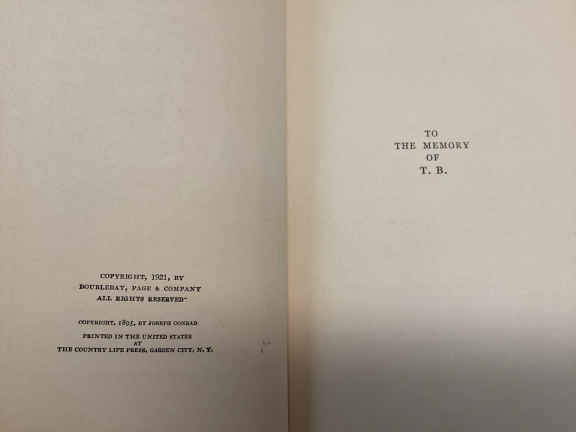 COPYRIGHT, 1921, BY
DOUBLEDAY, PAGE & COMPANY
ALL RIGHTS RESERVED
COPYRIGHT, 1895, BY JOSEPH CONRAD
PRINTED IN THE UNITED STATES
AT
THE COUNTRY LIFE PRESS, GARDEN CITY, N. Y.
TO
THE MEMORY
OF
T. B.